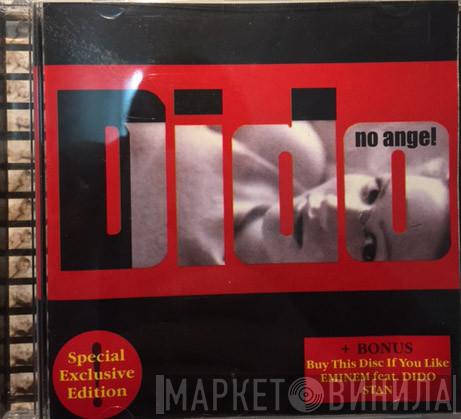 Dido
no angel
Special
Exclusive
Edition
+ BONUS
Buy This Disc If You Like
EMINEM feat. DIDO
STAN
МАРКЕТ ВИНИЛА